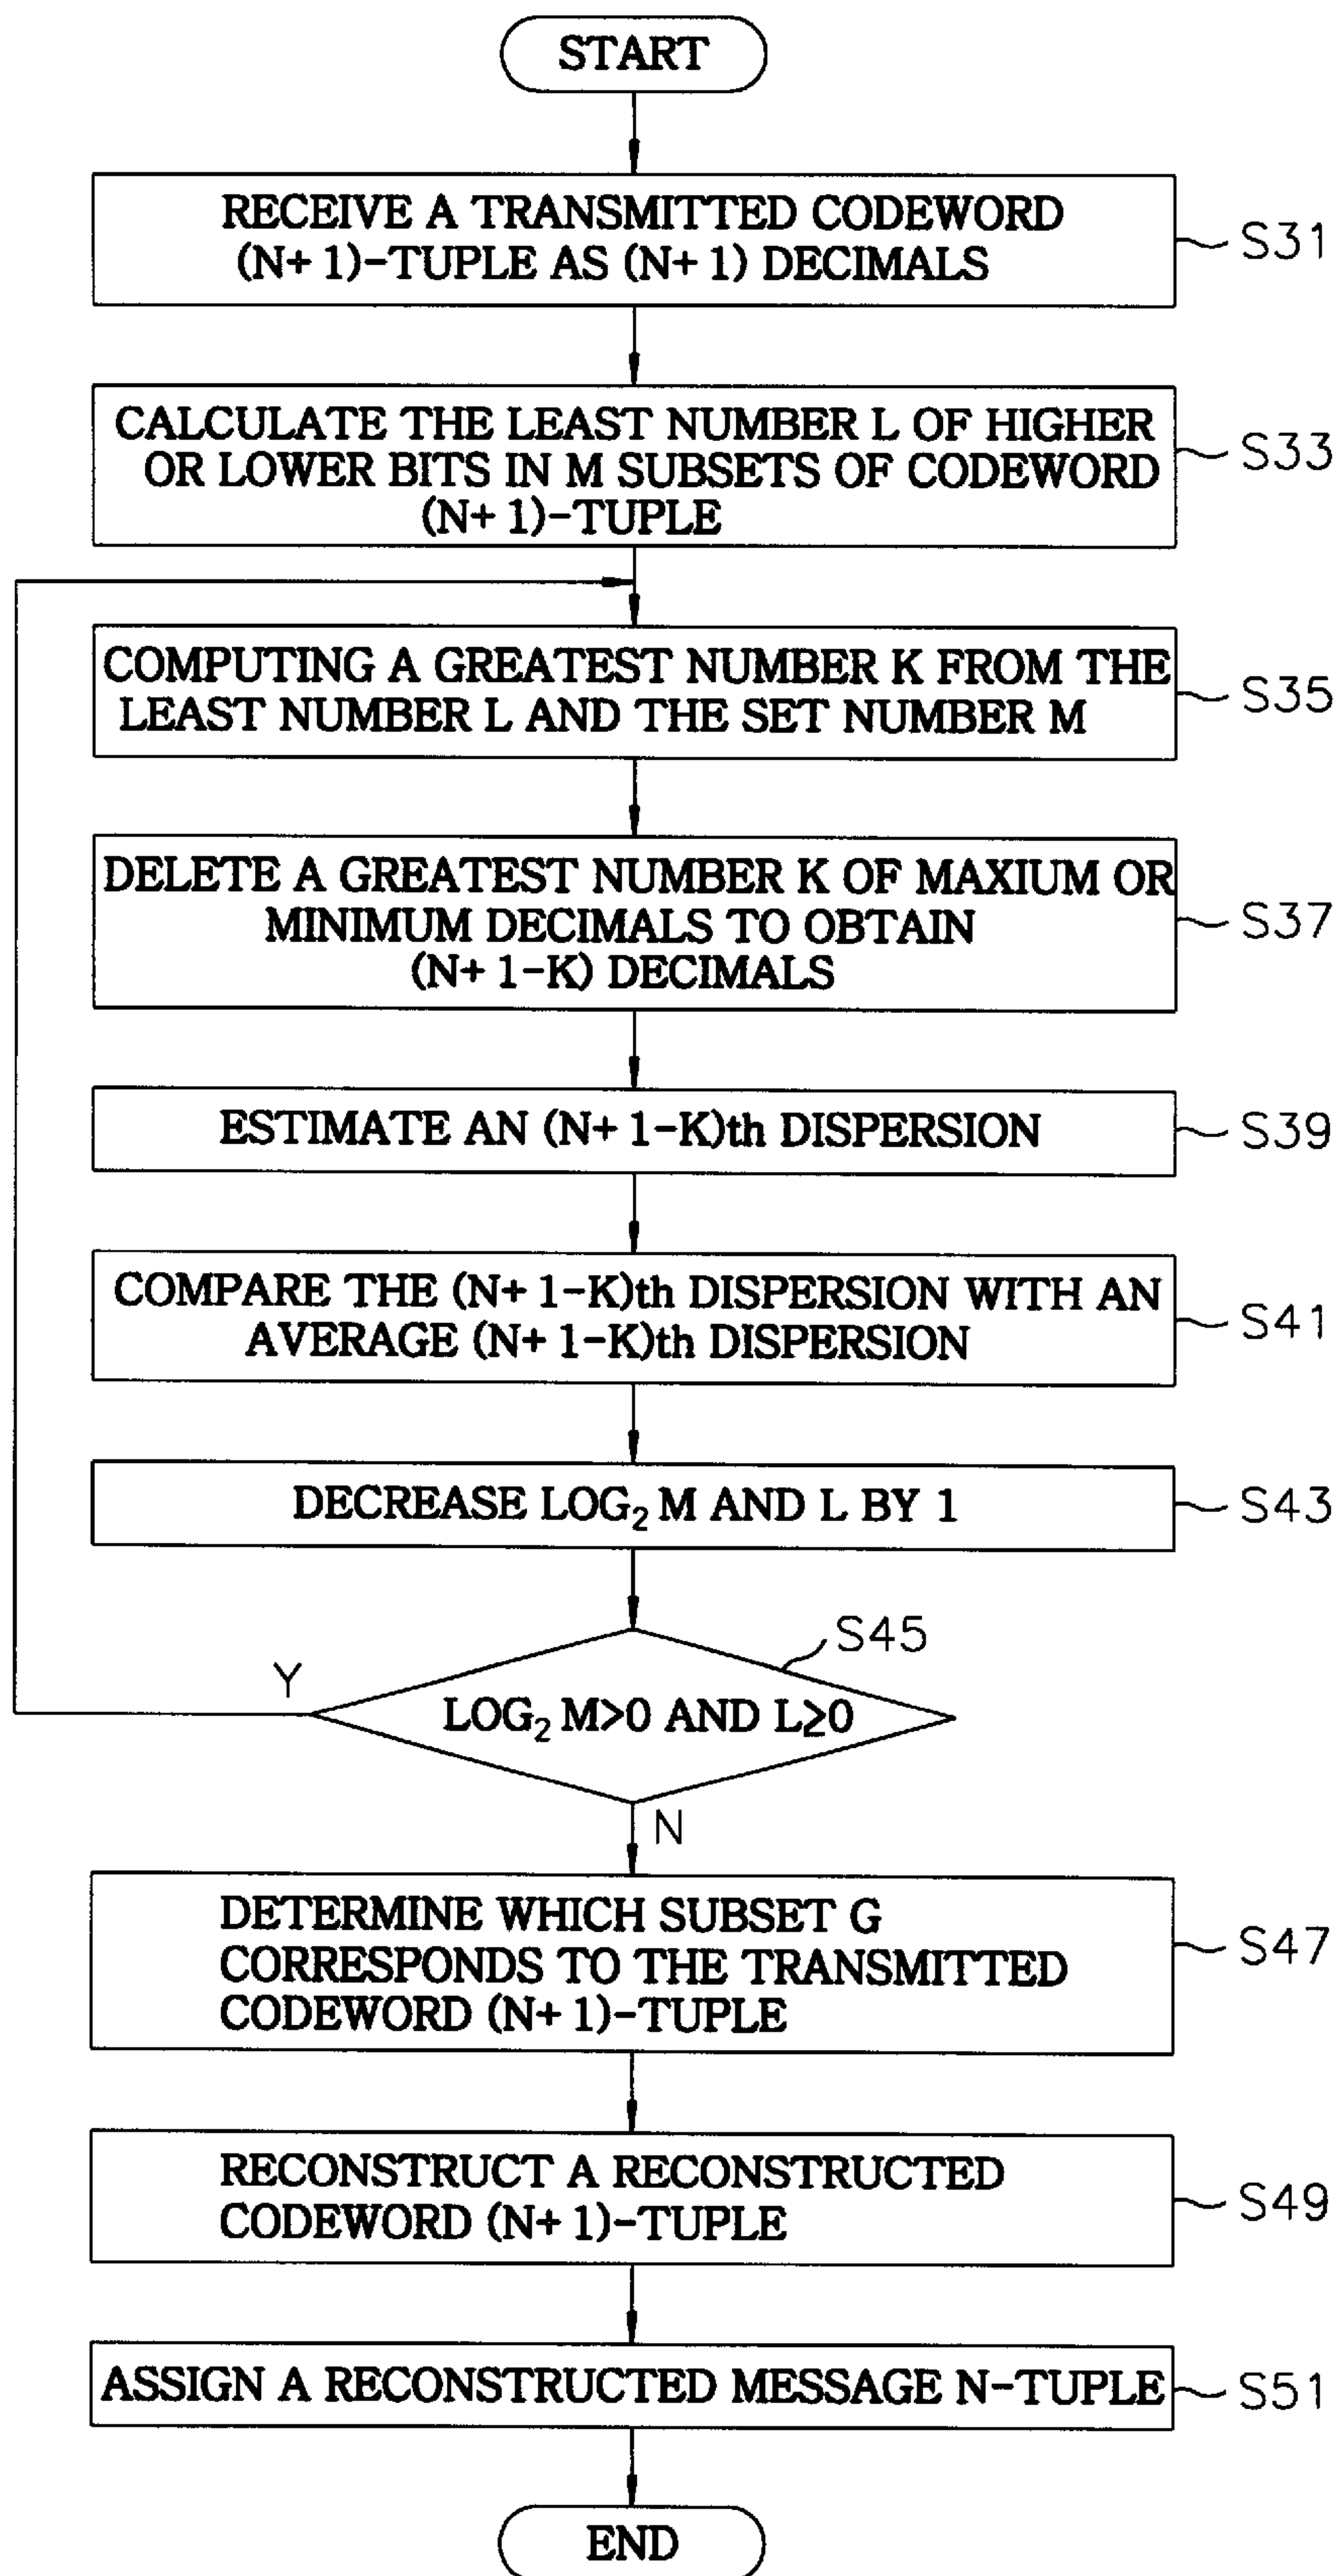 START
RECEIVE A TRANSMITTED CODEWORD
(N+1)-TUPLE AS (N+1) DECIMALS
S31
CALCULATE THE LEAST NUMBER L OF HIGHER
OR LOWER BITS IN M SUBSETS OF CODEWORD
(N+1)-TUPLE
S33
COMPUTING A GREATEST NUMBER K FROM THE
LEAST NUMBER L AND THE SET NUMBER M
S35
DELETE A GREATEST NUMBER K OF MAXIUM OR
MINIMUM DECIMALS TO OBTAIN
(N+1-K) DECIMALS
S37
ESTIMATE AN (N+1-K)th DISPERSION
S39
COMPARE THE (N+1-K)th DISPERSION WITH AN
AVERAGE (N+1-K)th DISPERSION
S41
DECREASE LOG₂ M AND L BY 1
S43
S45
Y
LOG₂ M>0 AND L≥0
N
DETERMINE WHICH SUBSET G
CORRESPONDS TO THE TRANSMITTED
CODEWORD (N+1)-TUPLE
S47
RECONSTRUCT A RECONSTRUCTED
CODEWORD (N+1)-TUPLE
S49
ASSIGN A RECONSTRUCTED MESSAGE N-TUPLE
S51
END